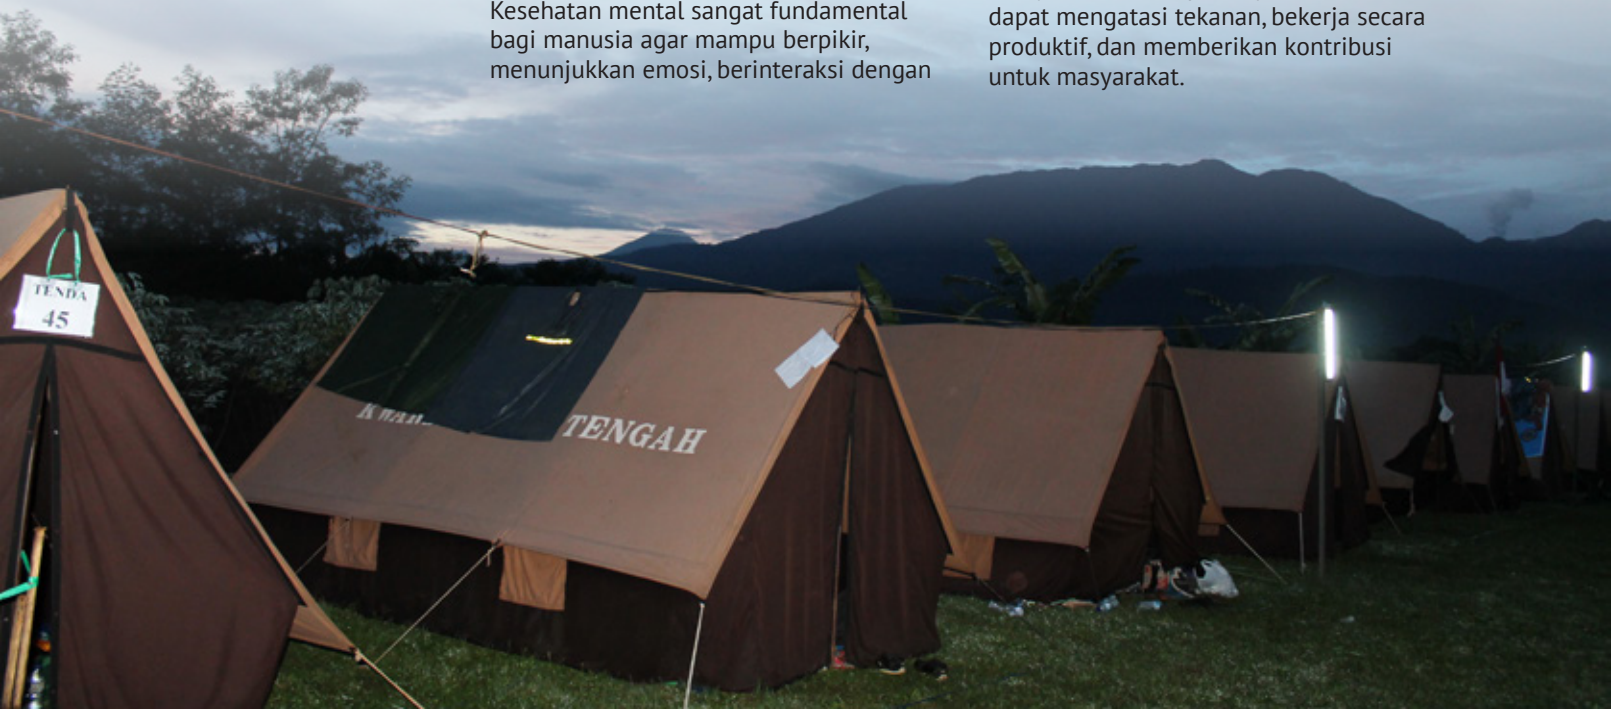 Kesehatan mental sangat fundamental
bagi manusia agar mampu berpikir,
menunjukkan emosi, berinteraksi dengan
dapat mengatasi tekanan, bekerja secara
produktif, dan memberikan kontribusi
untuk masyarakat.
TENDA
45
TENGAH